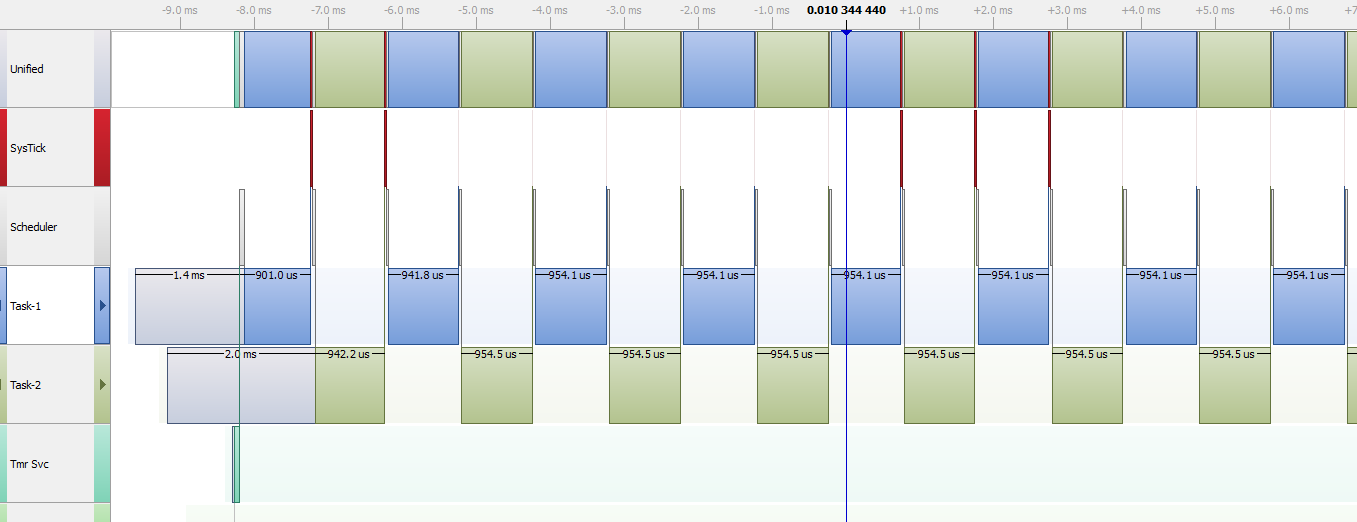 -9.0 ms -8.0 ms -7.0 ms -6.0 ms -5.0 ms -4.0 ms -3.0 ms -2.0 ms -1.0 ms 0.010 344 440 +1.0 ms +2.0 ms +3.0 ms +4.0 ms +5.0 ms +6.0 ms +7
Unified
SysTick
Scheduler
1.4 ms 901.0 us 941.8 us 954.1 us 954.1 us 954.1 us 954.1 us 954.1 us 954.1 us
Task-1
2.0 ms 942.2 us 954.5 us 954.5 us 954.5 us 954.5 us 954.5 us 954.5 us
Task-2
Tmr Svc